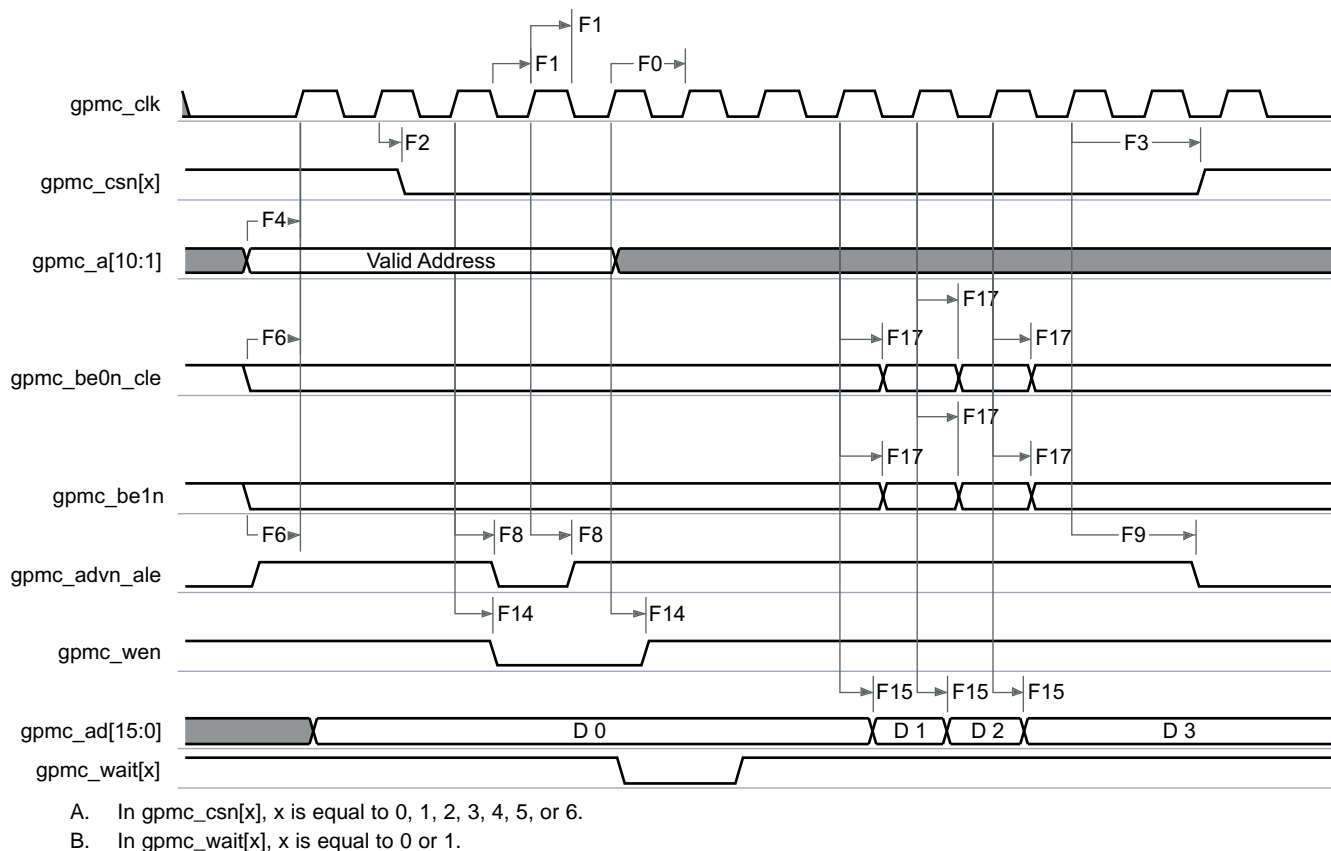 F1
F1
F0
gpmc_clk
F2
F3
gpmc_csn[x]
F4
gpmc_a[10:1]
Valid Address
F17
F6
F17
F17
gpmc_be0n_cle
F17
F17
F17
gpmc_be1n
F6
F8
F8
F9
gpmc_advn_ale
F14
F14
gpmc_wen
F15
F15
F15
gpmc_ad[15:0]
D 0
D 1
D 2
D 3
gpmc_wait[x]
A. In gpmc_csn[x], x is equal to 0, 1, 2, 3, 4, 5, or 6.
B. In gpmc_wait[x], x is equal to 0 or 1.